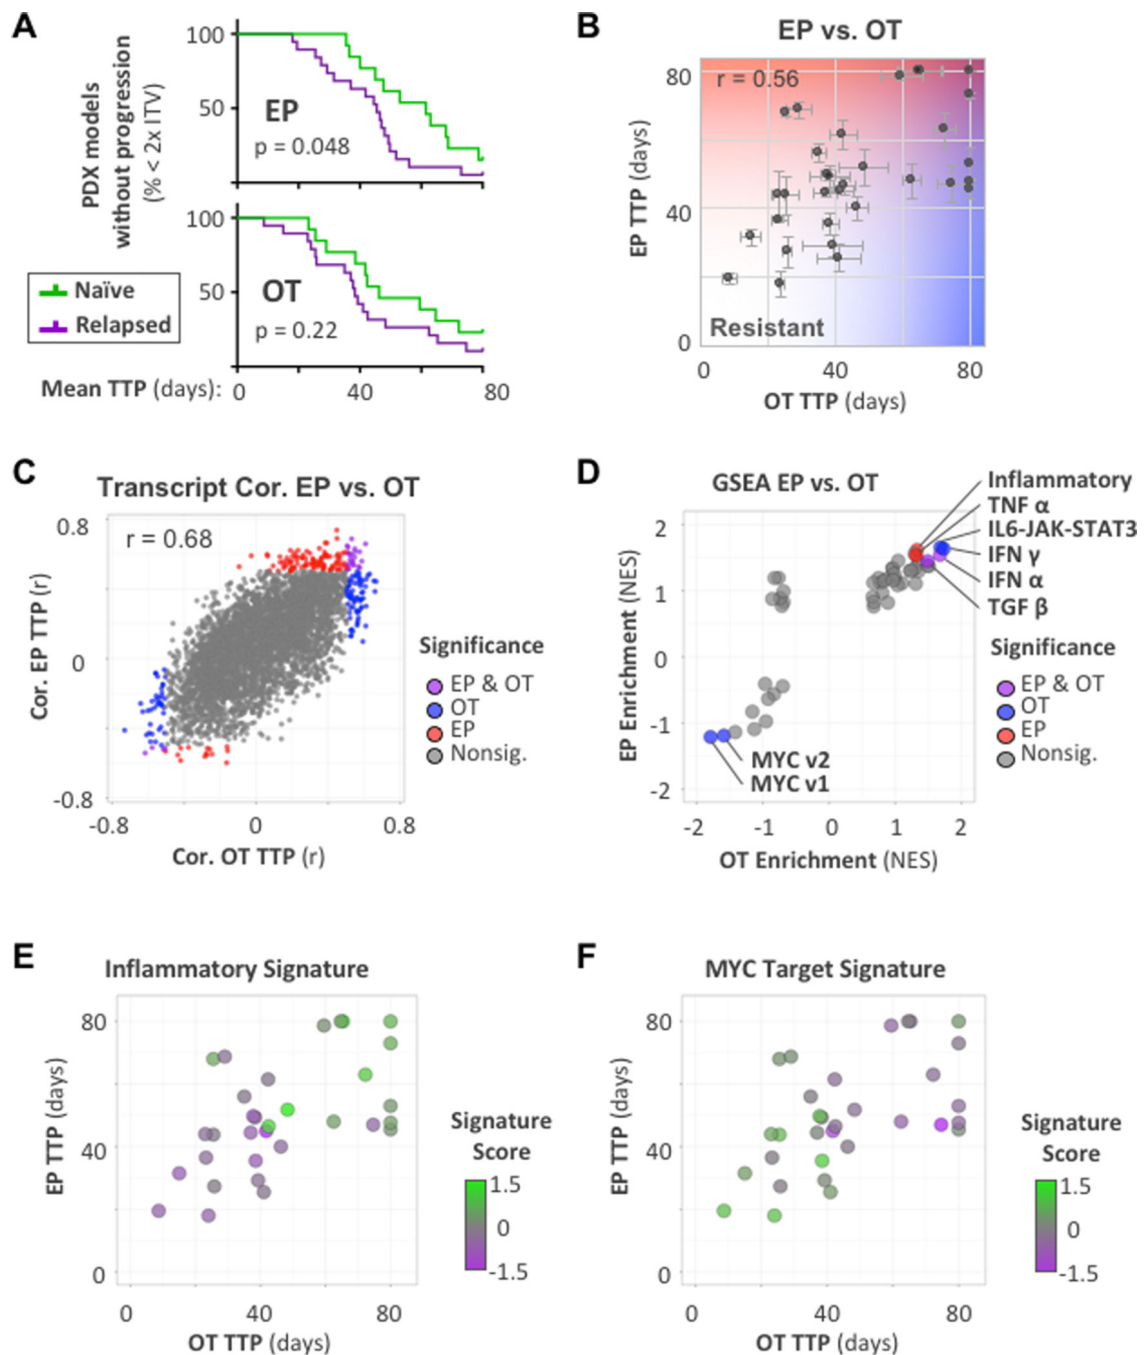 A
PDX models
without progression
(% < 2x ITV)
100
50
EP
p = 0.048
100
50
OT
p = 0.22
Naïve
Relapsed
Mean TTP (days):
0
40
80
B
EP vs. OT
r = 0.56
80
40
0
EP TTP (days)
Resistant
0
40
80
OT TTP (days)
C
Transcript Cor. EP vs. OT
r = 0.68
0.8
0
-0.8
Cor. EP TTP (r)
-0.8
0
0.8
Cor. OT TTP (r)
Significance
EP & OT
OT
EP
Nonsig.
D
GSEA EP vs. OT
Inflammatory
TNF α
IL6-JAK-STAT3
IFN γ
IFN α
TGF β
2
1
0
-1
-2
EP Enrichment (NES)
MYC v2
MYC v1
-2
-1
0
1
2
OT Enrichment (NES)
Significance
EP & OT
OT
EP
Nonsig.
E
Inflammatory Signature
80
40
0
EP TTP (days)
0
40
80
OT TTP (days)
Signature
Score
1.5
0
-1.5
F
MYC Target Signature
80
40
0
EP TTP (days)
0
40
80
OT TTP (days)
Signature
Score
1.5
0
-1.5